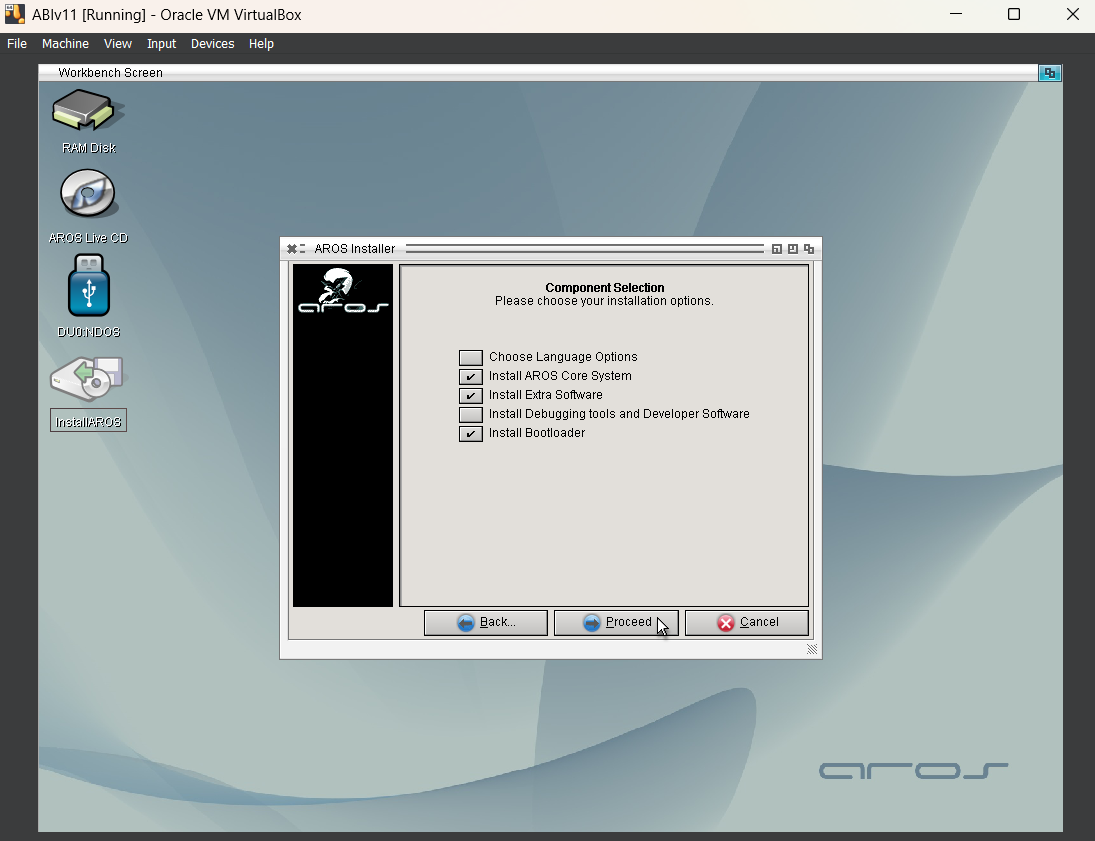 ABIv11 [Running] - Oracle VM VirtualBox
File Machine View Input Devices Help
Workbench Screen
RAM Disk
AROS Live CD
DU0:NDOS
InstallAROS
AROS Installer
aros
Component Selection
Please choose your installation options.
Choose Language Options
Install AROS Core System
Install Extra Software
Install Debugging tools and Developer Software
Install Bootloader
Back...
Proceed
Cancel
aros